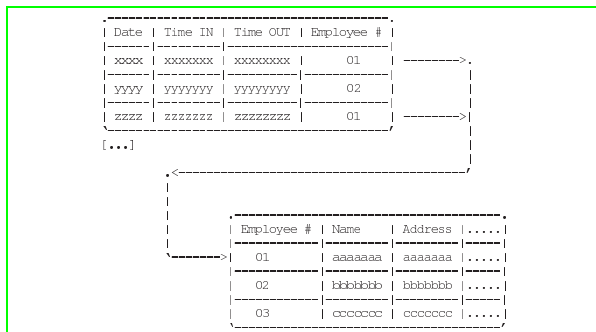 Date | Time IN | Time OUT | Employee #
xxxx | xxxxxxx | xxxxxxxx | 01
yyyy | yyyyyyy | yyyyyyyy | 02
zzzz | zzzzzzz | zzzzzzzz | 01
[...]
Employee # | Name | Address |.....
01 | aaaaaaa | aaaaaaa |.....
02 | bbbbbbb | bbbbbbb |.....
03 | ccccccc | ccccccc |.....